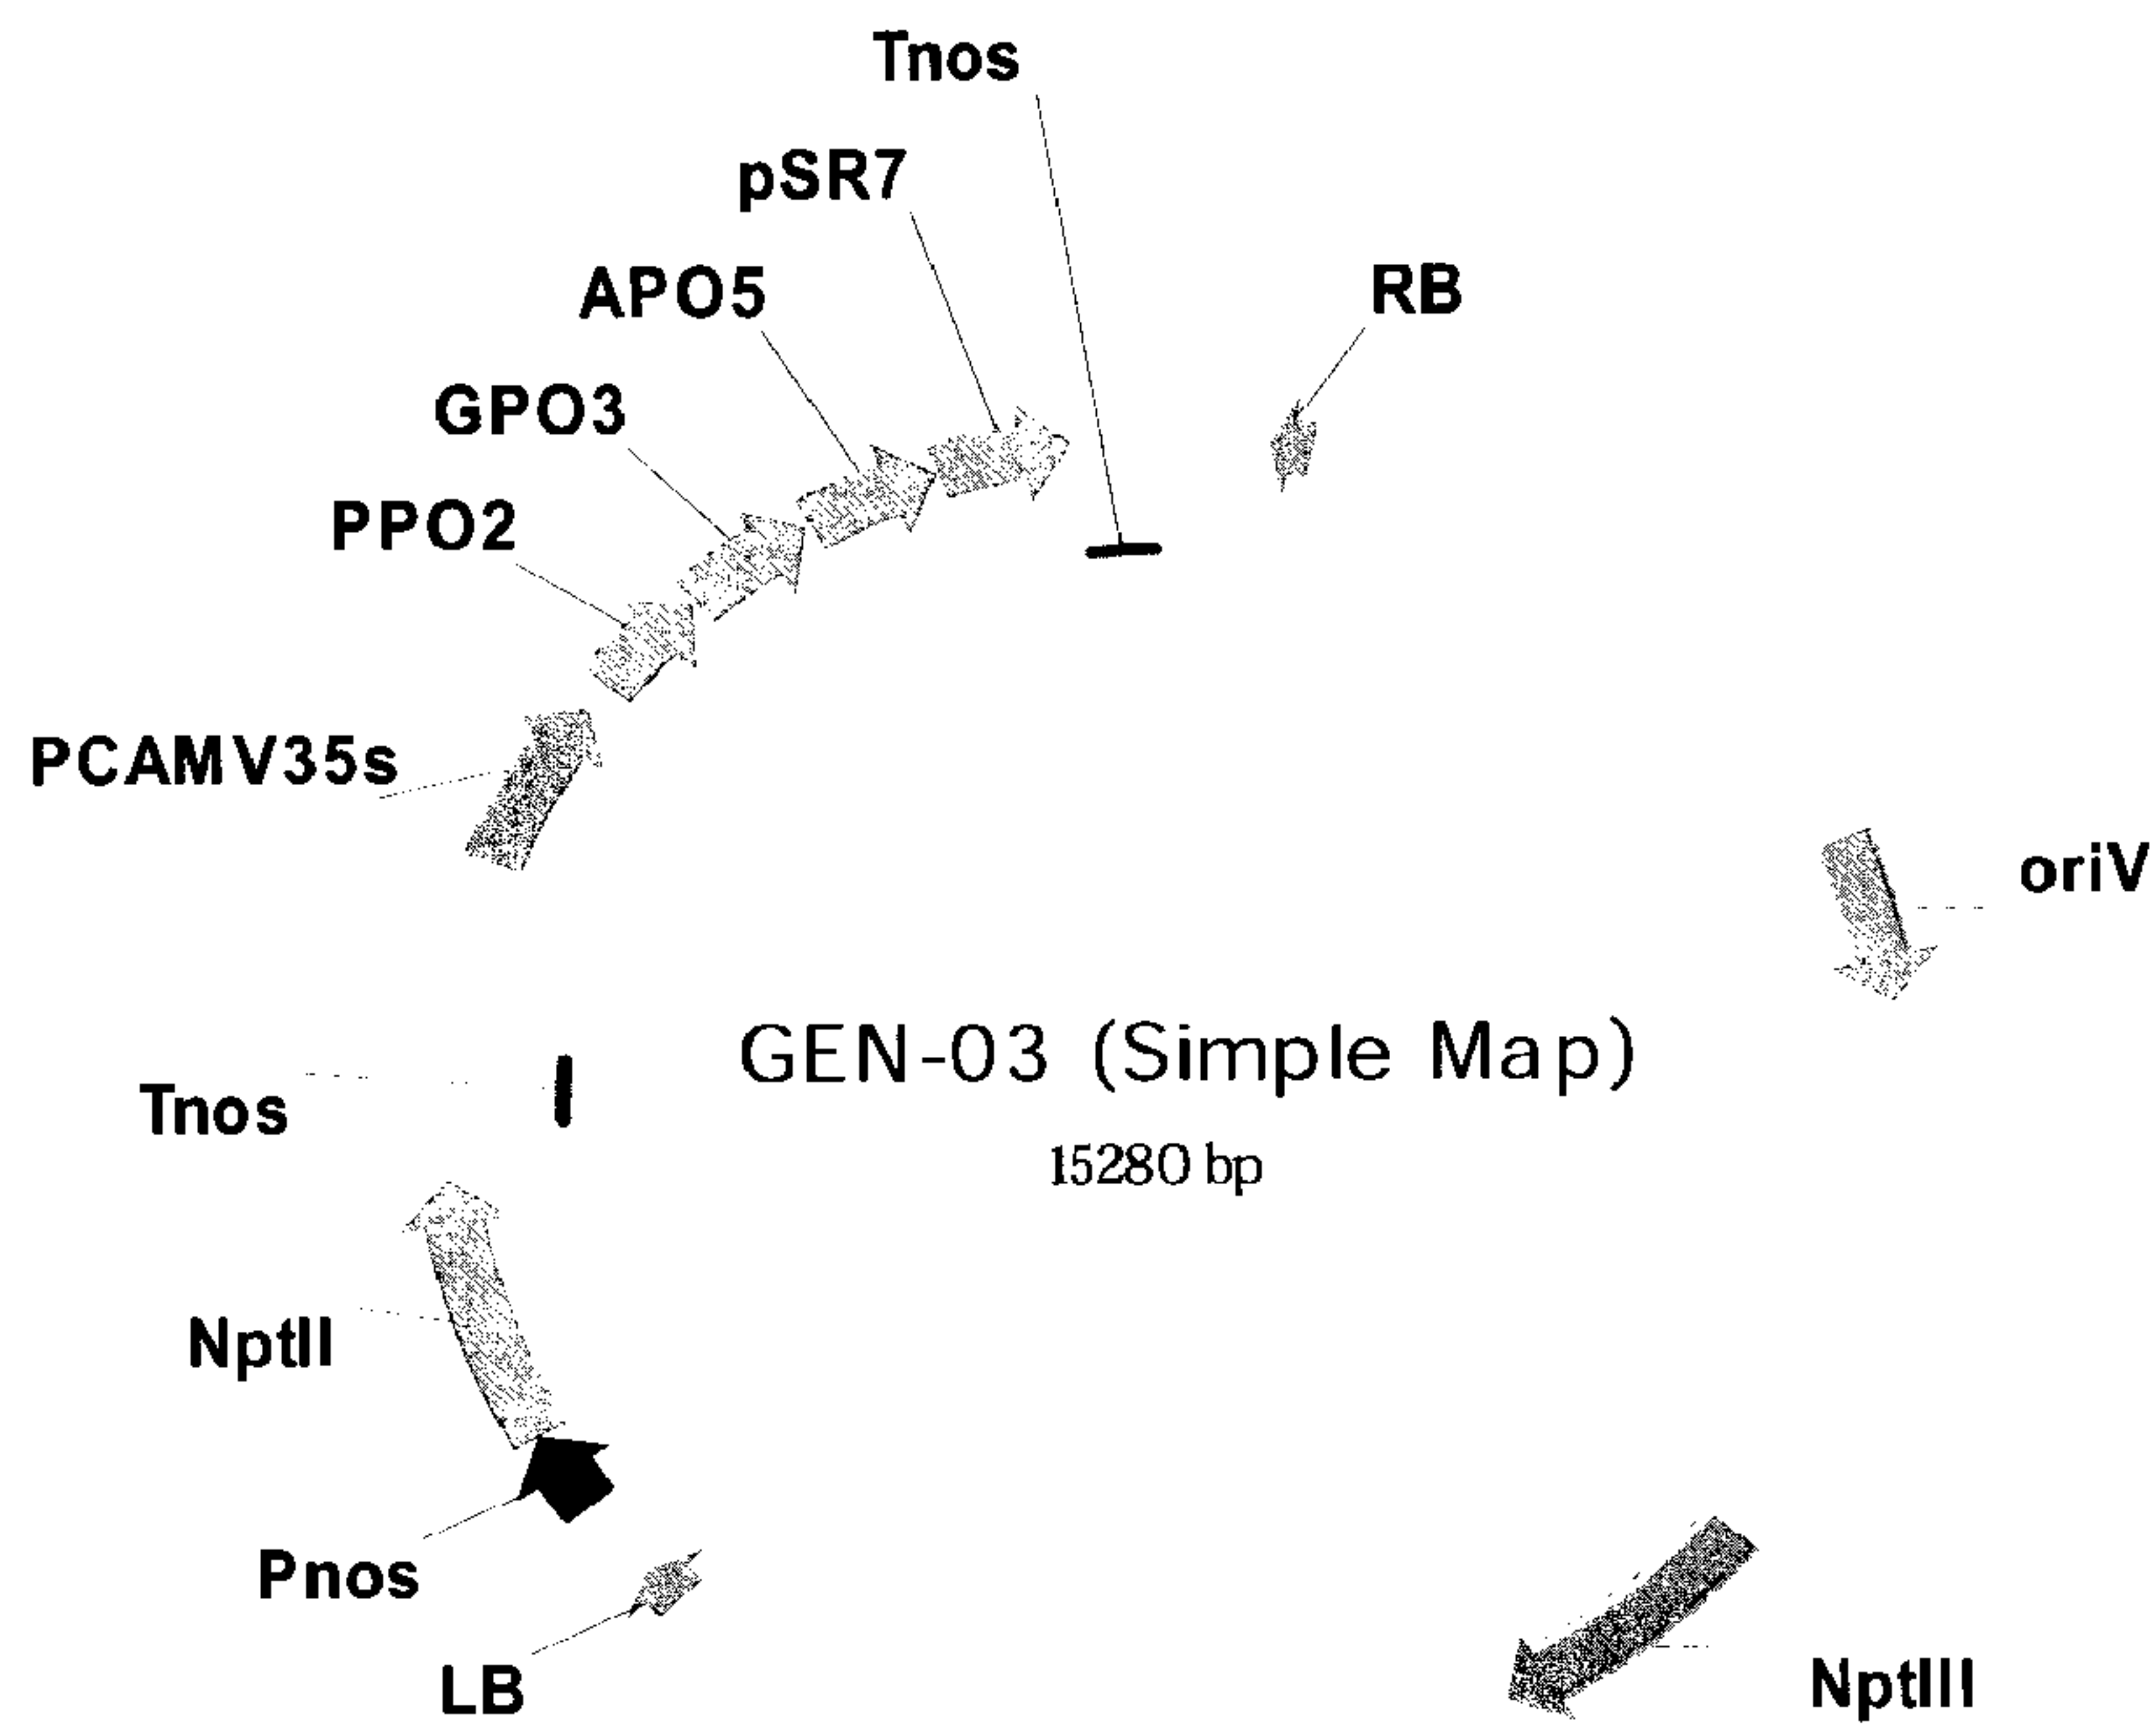 Tnos
pSR7
APO5
RB
GPO3
PPO2
PCAMV35s
oriV
GEN-03 (Simple Map)
Tnos
15280 bp
NptII
Pnos
LB
NptIII